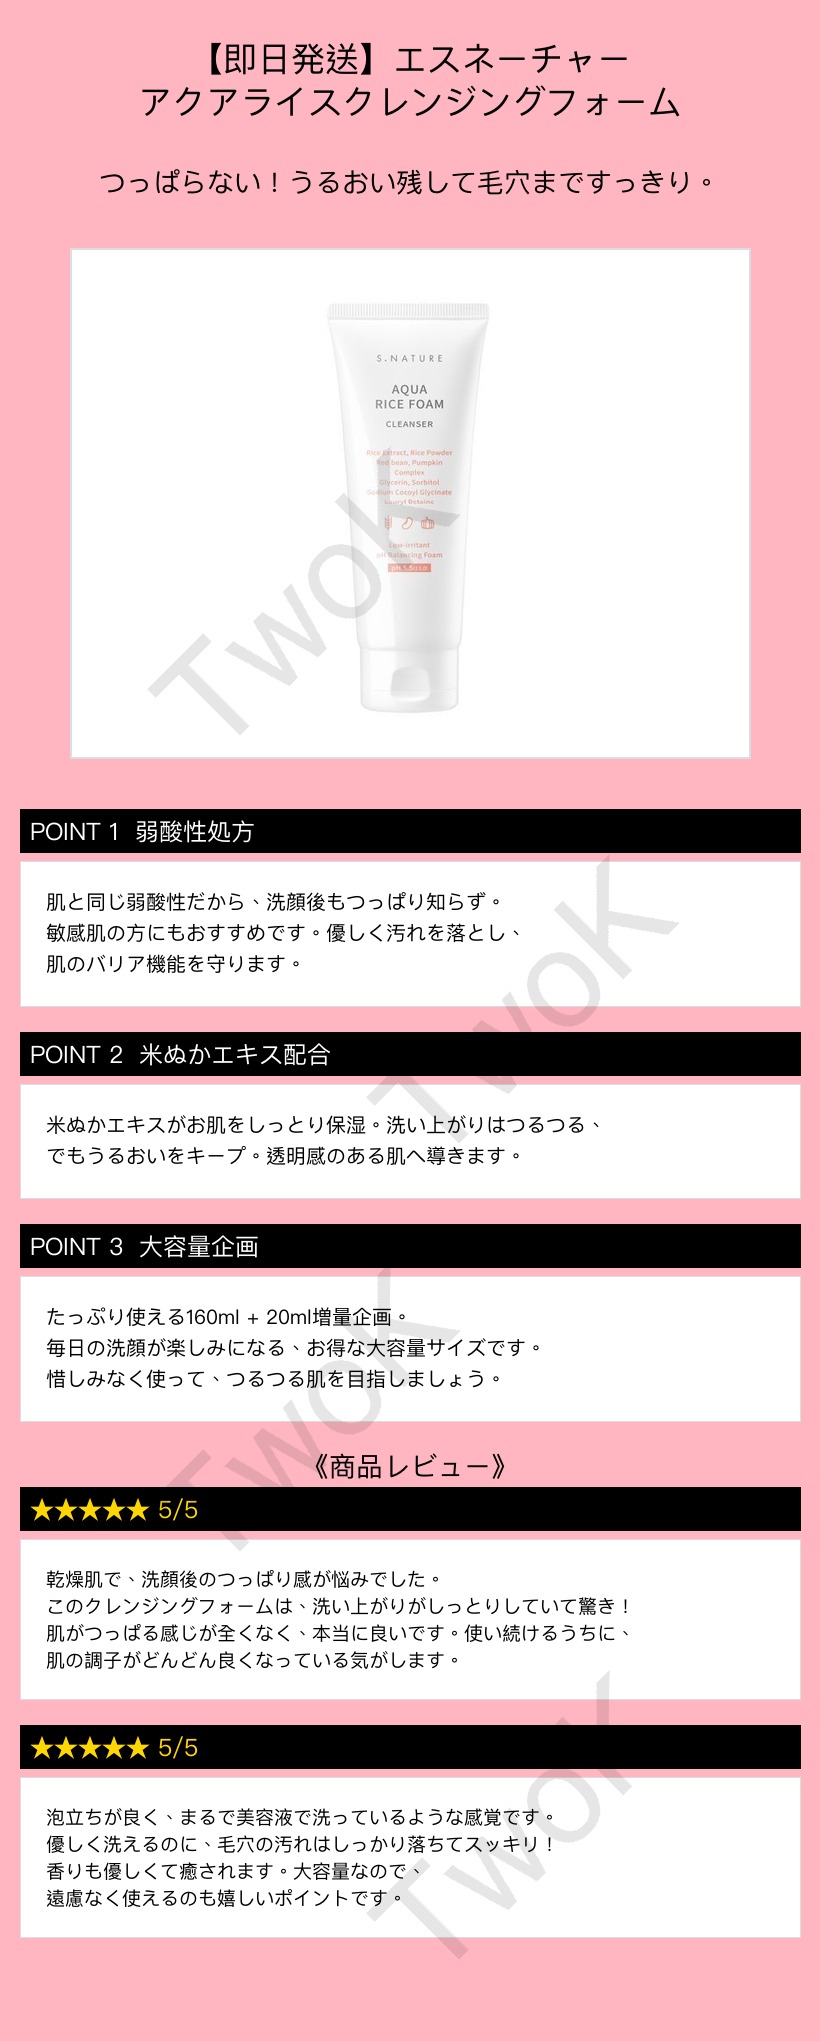 【即日発送】エスネーチャー
アクアライスクレンジングフォーム
つっぱらない！うるおい残して毛穴まですっきり。
S.NATURE
AQUA
RICE FOAM
CLEANSER
Rice Extract, Rice Powder
Red bean, Pumpkin
Complex
Glycerin, Sorbitol
Sodium Cocoyl Glycinate
Low-irritant
pH Balancing Foam
TwoK
POINT 1 弱酸性処方
肌と同じ弱酸性だから、洗顔後もつっぱり知らず。
敏感肌の方にもおすすめです。優しく汚れを落とし、
肌のバリア機能を守ります。
TwoK
POINT 2 米ぬかエキス配合
米ぬかエキスがお肌をしっとり保湿。洗い上がりはつるつる、
でもうるおいをキープ。透明感のある肌へ導きます。
POINT 3 大容量企画
たっぷり使える160ml + 20ml増量企画。
毎日の洗顔が楽しみになる、お得な大容量サイズです。
惜しみなく使って、つるつる肌を目指しましょう。
TwoK
《商品レビュー》
★★★★★ 5/5
乾燥肌で、洗顔後のつっぱり感が悩みでした。
このクレンジングフォームは、洗い上がりがしっとりしていて驚き！
肌がつっぱる感じが全くなく、本当に良いです。使い続けるうちに、
肌の調子がどんどん良くなっている気がします。
★★★★★ 5/5
泡立ちが良く、まるで美容液で洗っているような感覚です。
優しく洗えるのに、毛穴の汚れはしっかり落ちてスッキリ！
香りも優しくて癒されます。大容量なので、
遠慮なく使えるのも嬉しいポイントです。
TwoK